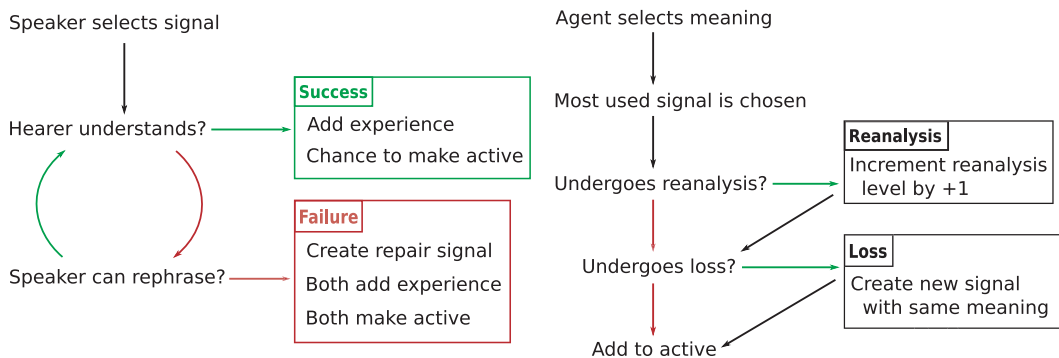 Speaker selects signal
Hearer understands?
Speaker can rephrase?
Success
Add experience
Chance to make active
Failure
Create repair signal
Both add experience
Both make active
Agent selects meaning
Most used signal is chosen
Undergoes reanalysis?
Undergoes loss?
Add to active
Reanalysis
Increment reanalysis
level by +1
Loss
Create new signal
with same meaning